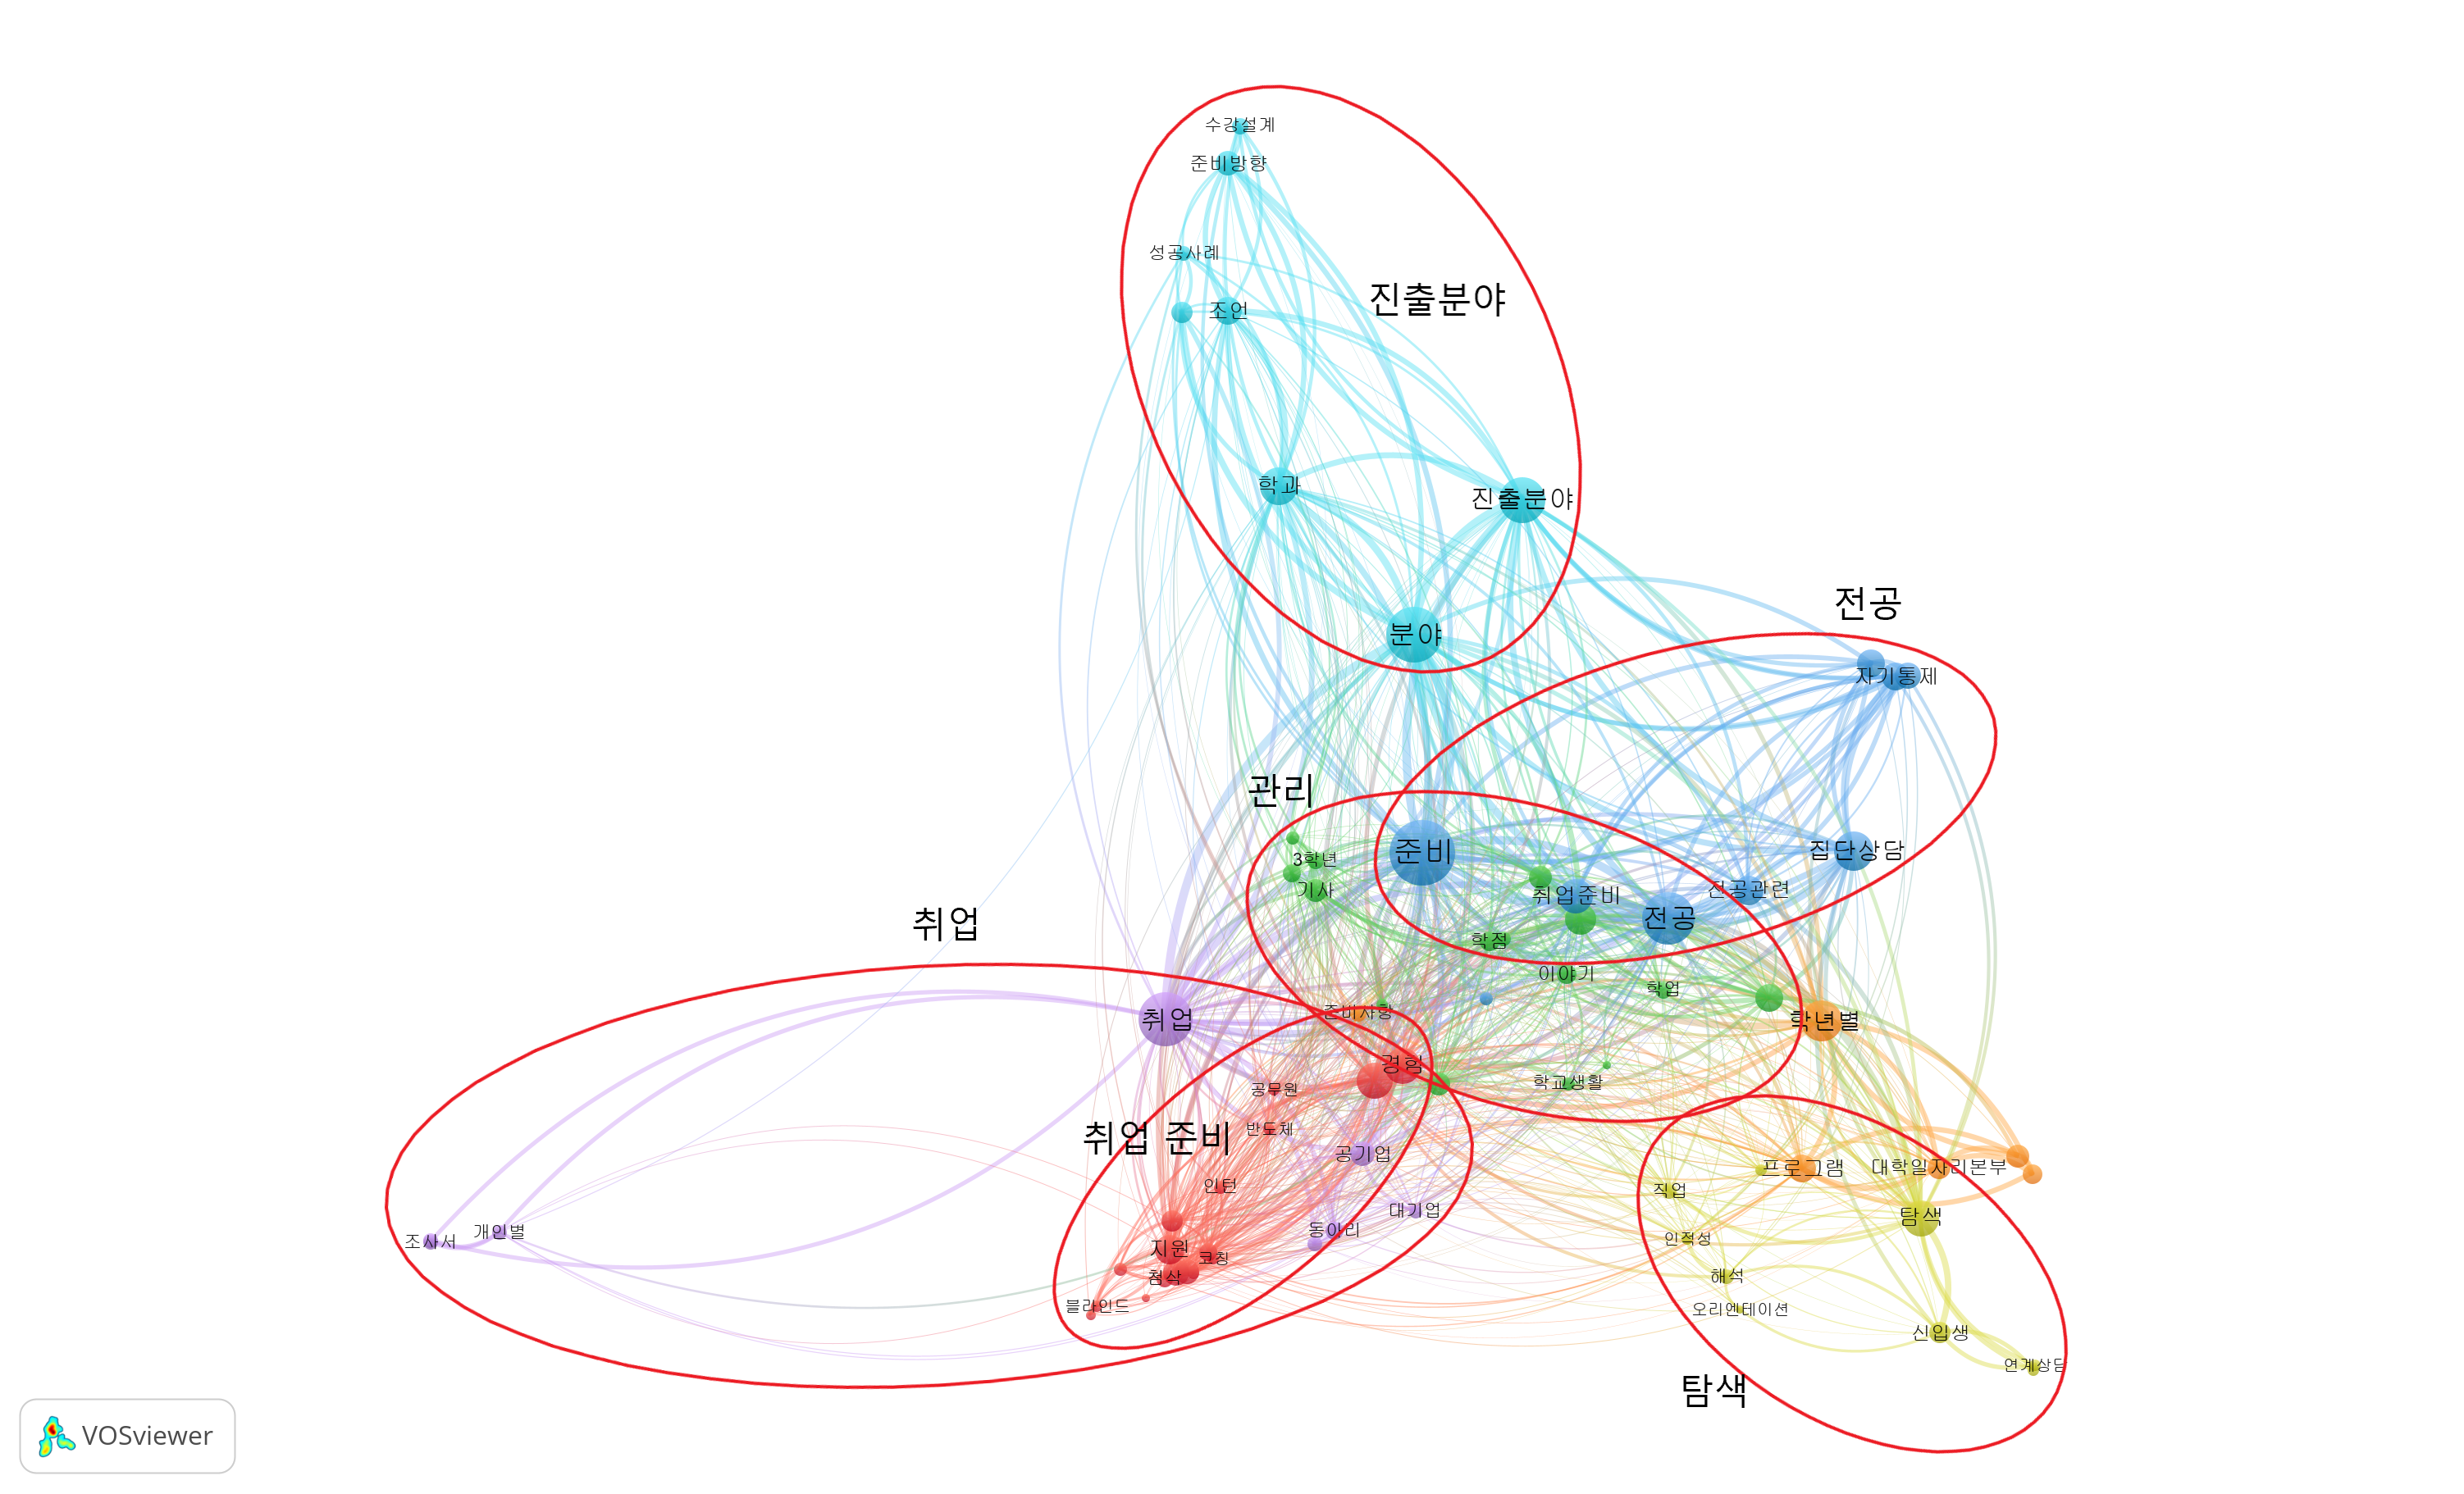 수강설계
준비방향
성공사례
조언
진출분야
학과
진출분야
전공
분야
자기통제
관리
준비
집단상담
3학년
기사
취업준비
전공관련
전공
취업
학점
이야기
학업
준비사항
취업
학년별
경험
학교생활
공무원
반도체
취업 준비
공기업
프로그램
대학일자리본부
인턴
직업
대기업
탐색
동아리
개인별
조사서
인적성
지원
코칭
첨삭
해석
블라인드
오리엔테이션
신입생
연계상담
탐색
VOSviewer